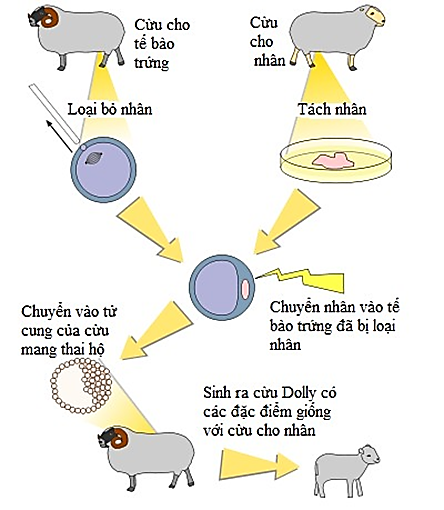 Cừu cho
tế bào
trứng
Cừu
cho
nhân
Loại bỏ nhân
Tách nhân
Chuyển nhân vào tế
bào trứng đã bị loại
nhân
Chuyển vào tử
cung của cừu
mang thai hộ
Sinh ra cừu Dolly có
các đặc điểm giống
với cừu cho nhân